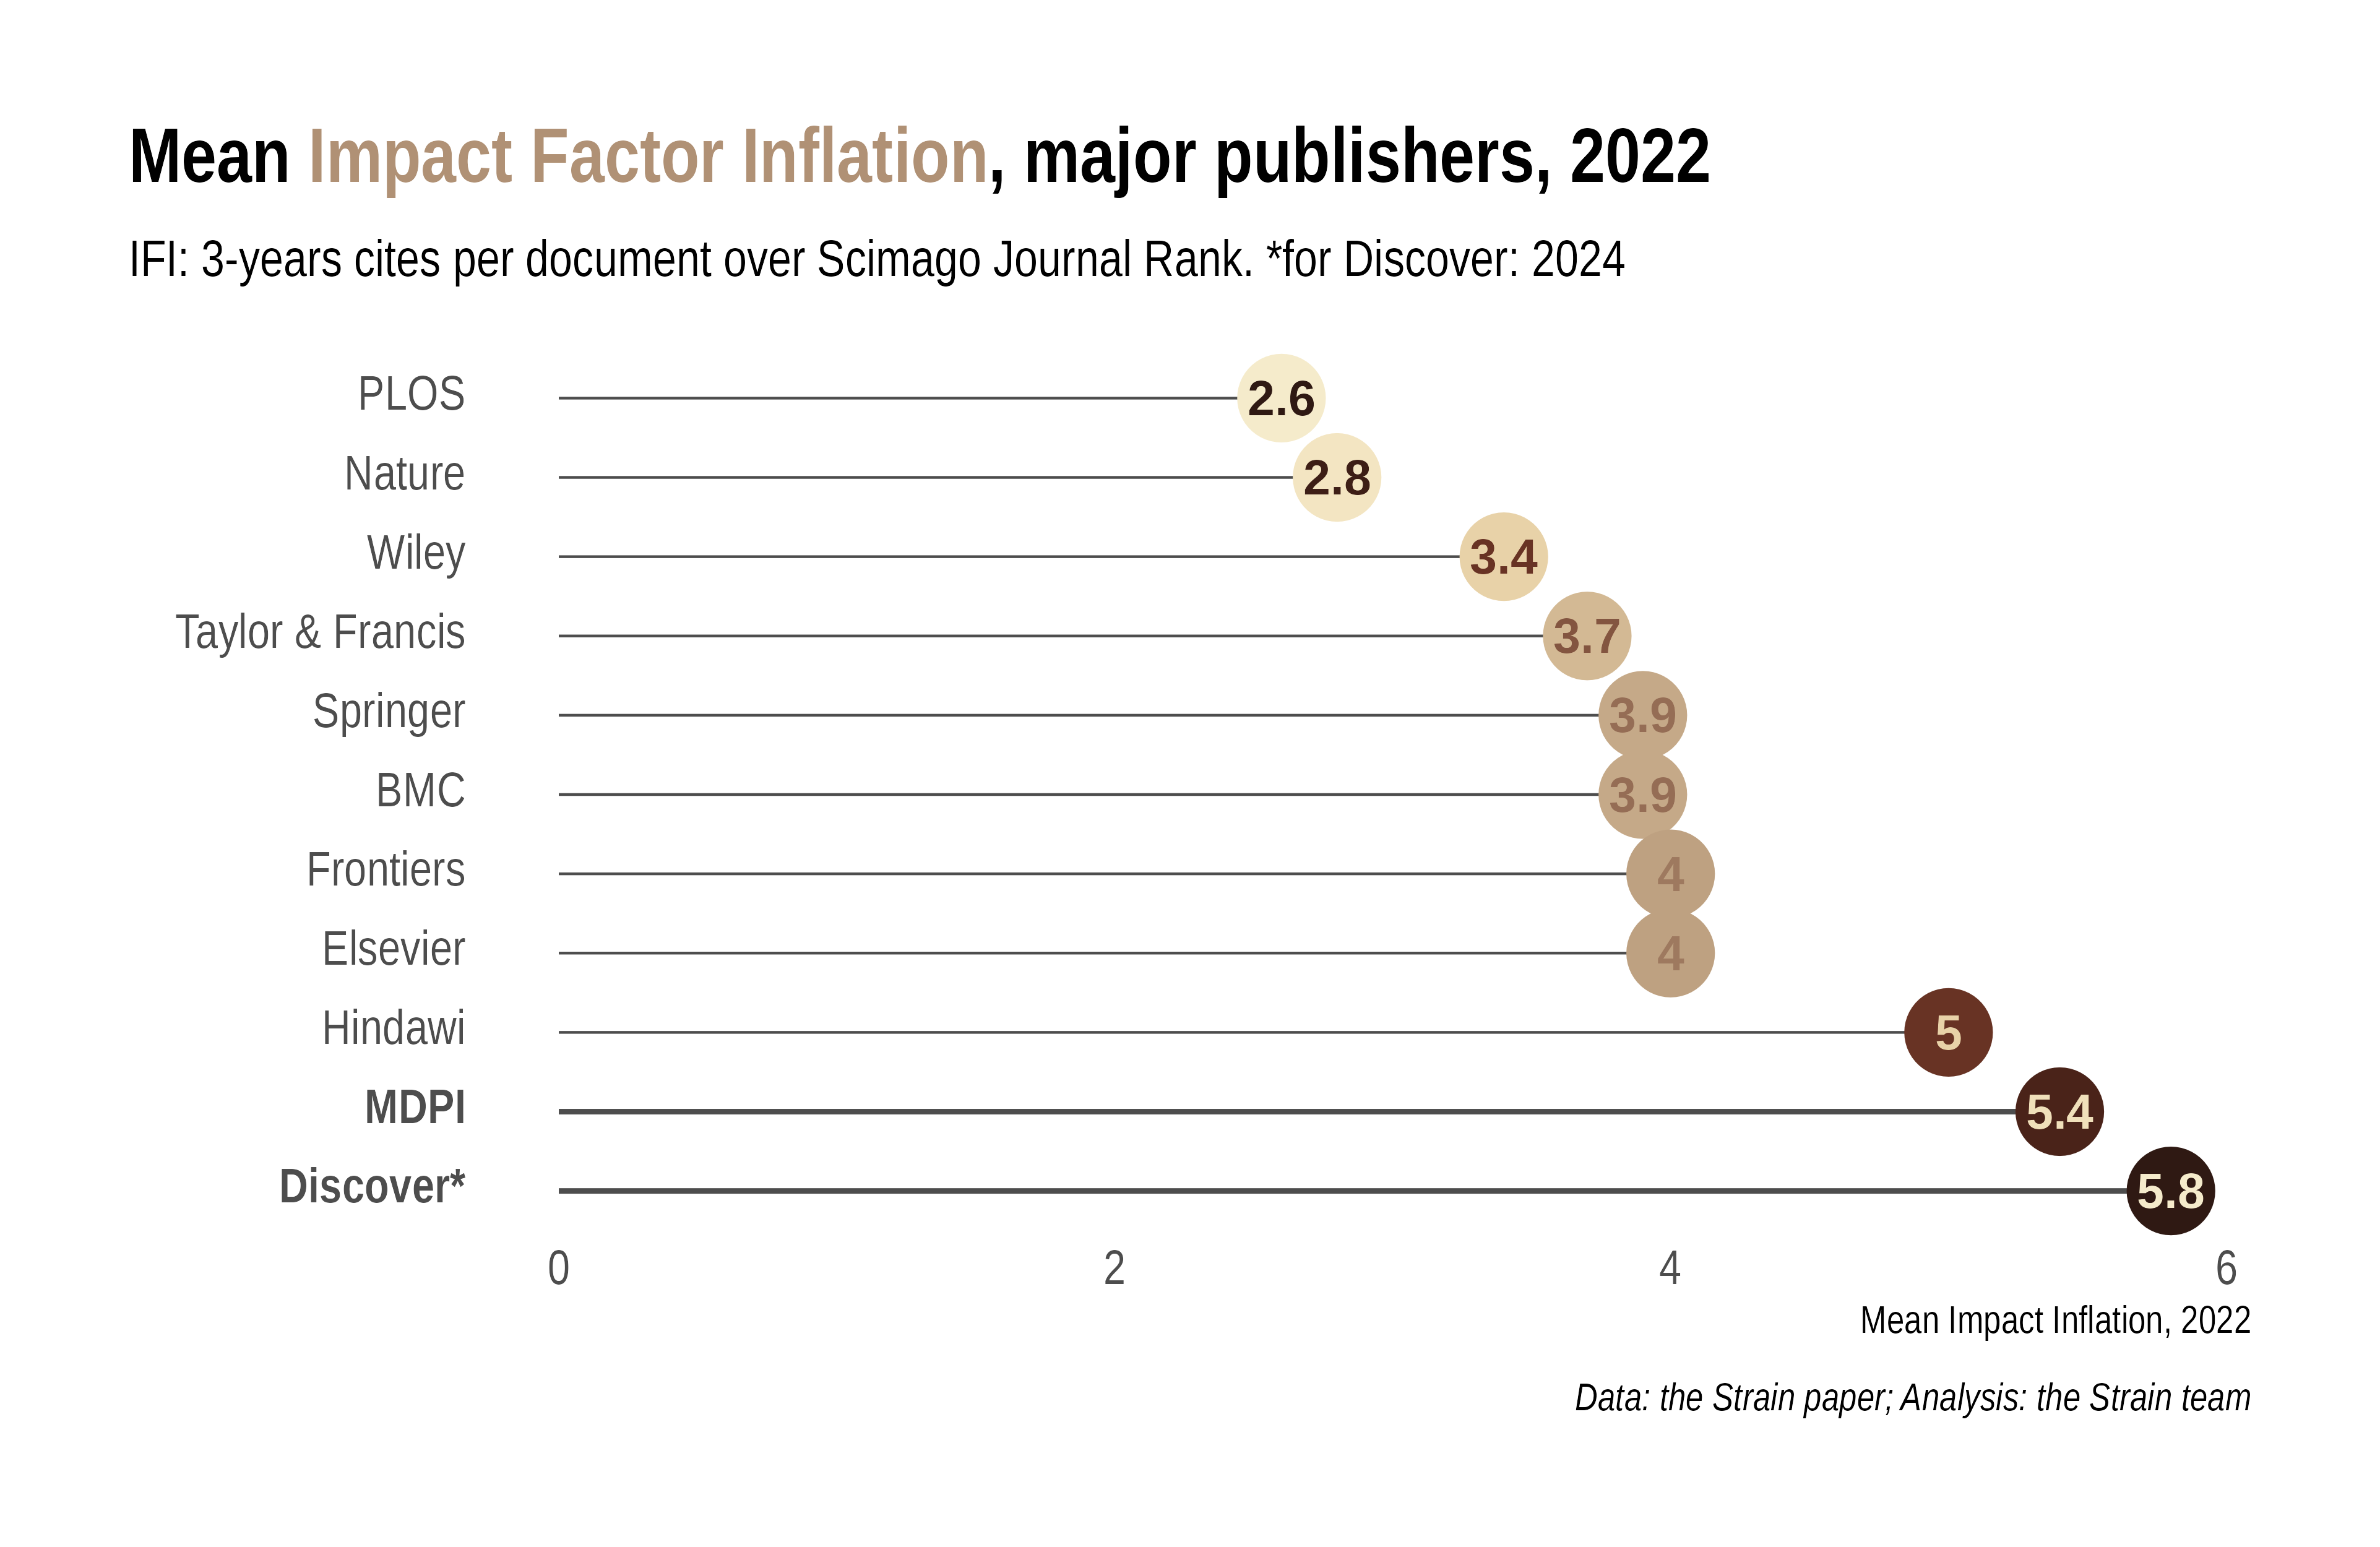 Mean Impact Factor Inflation, major publishers, 2022
IFI: 3-years cites per document over Scimago Journal Rank. *for Discover: 2024
PLOS 2.6
Nature 2.8
Wiley 3.4
Taylor & Francis 3.7
Springer 3.9
BMC 3.9
Frontiers 4
Elsevier 4
Hindawi 5
MDPI 5.4
Discover* 5.8
0 2 4 6
Mean Impact Inflation, 2022
Data: the Strain paper; Analysis: the Strain team